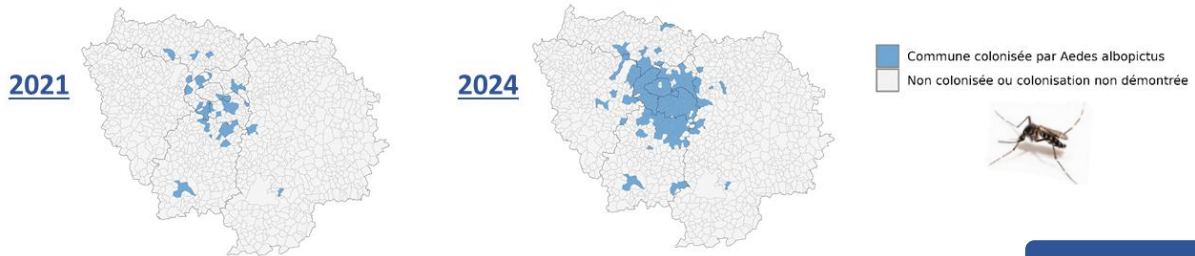 2021
2024
Commune colonisée par Aedes albopictus
Non colonisée ou colonisation non démontrée